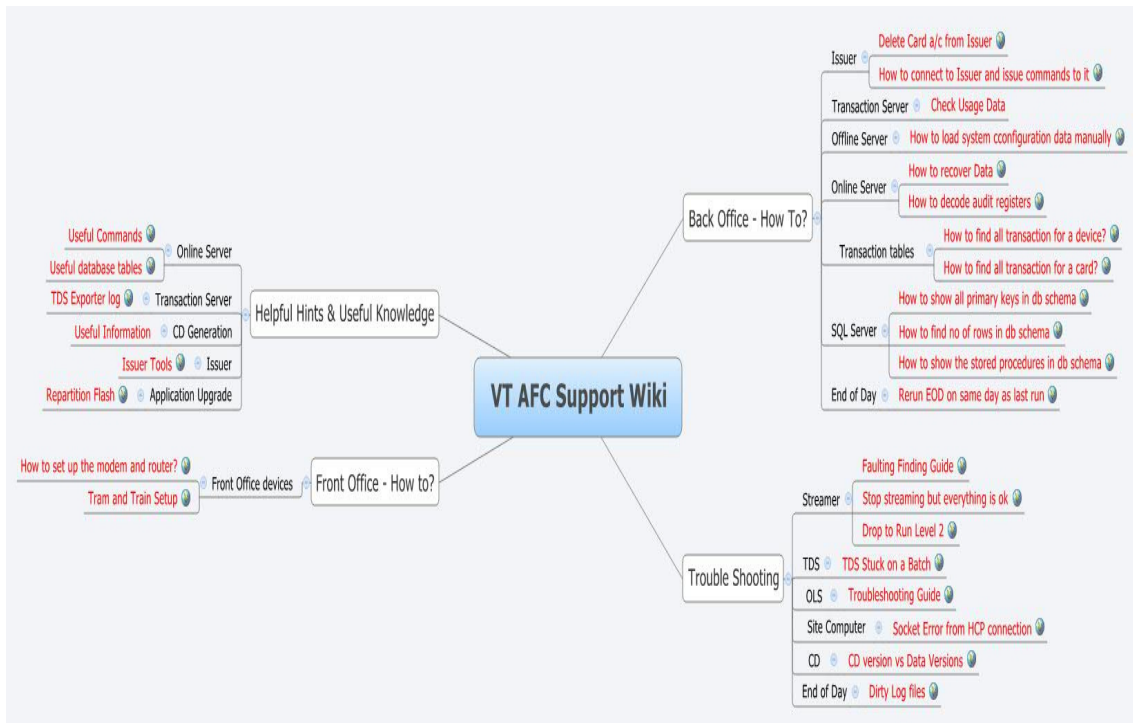 VT AFC Support Wiki
Back Office - How To?
Issuer
Delete Card a/c from Issuer
How to connect to Issuer and issue commands to it
Transaction Server
Check Usage Data
Offline Server
How to load system cconfiguration data manually
Online Server
How to recover Data
How to decode audit registers
Transaction tables
How to find all transaction for a device?
How to find all transaction for a card?
SQL Server
How to show all primary keys in db schema
How to find no of rows in db schema
How to show the stored procedures in db schema
End of Day
Rerun EOD on same day as last run
Trouble Shooting
Streamer
Faulting Finding Guide
Stop streaming but everything is ok
Drop to Run Level 2
TDS
TDS Stuck on a Batch
OLS
Troubleshooting Guide
Site Computer
Socket Error from HCP connection
CD
CD version vs Data Versions
End of Day
Dirty Log files
Helpful Hints & Useful Knowledge
Online Server
Useful Commands
Useful database tables
Transaction Server
TDS Exporter log
CD Generation
Useful Information
Issuer
Issuer Tools
Application Upgrade
Repartition Flash
Front Office - How to?
Front Office devices
How to set up the modem and router?
Tram and Train Setup